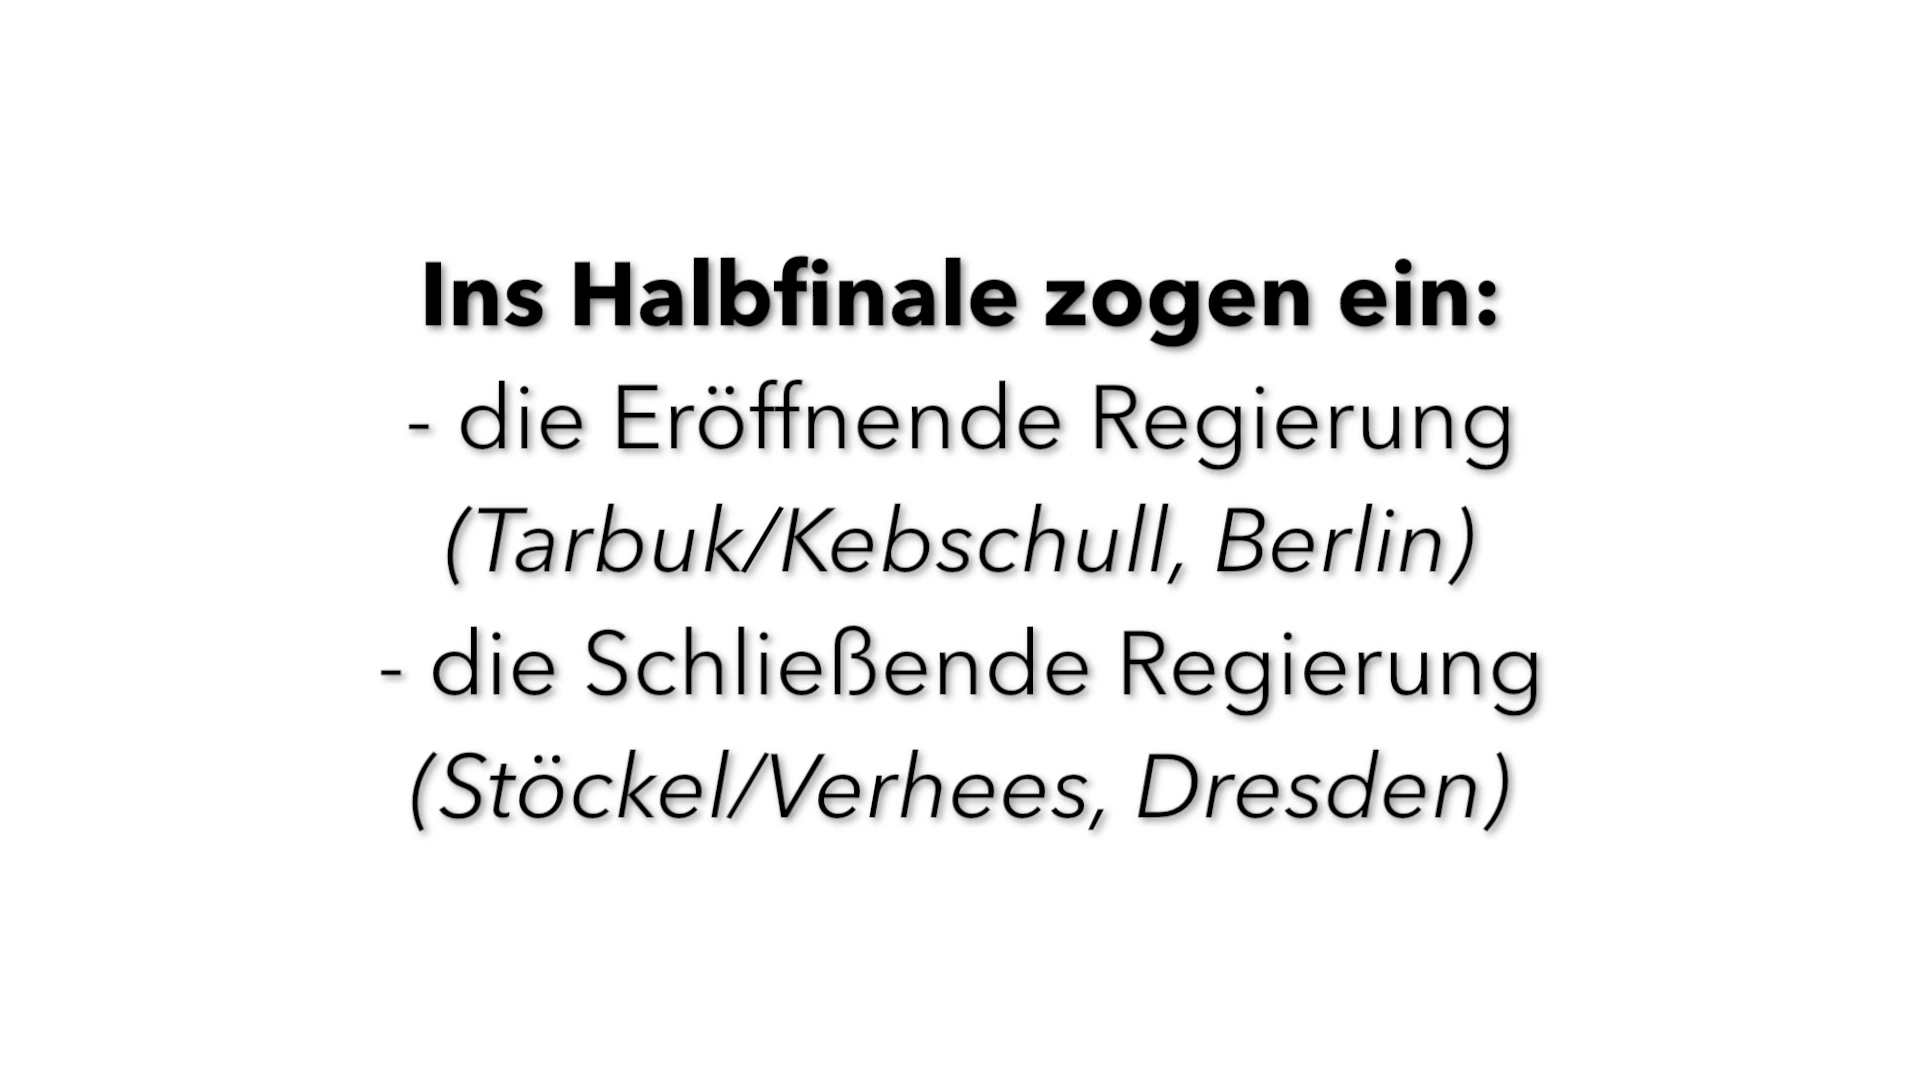 Ins Halbfinale zogen ein:
- die Eröffnende Regierung
(Tarbuk/Kebschull, Berlin)
- die Schließende Regierung
(Stöckel/Verhees, Dresden)